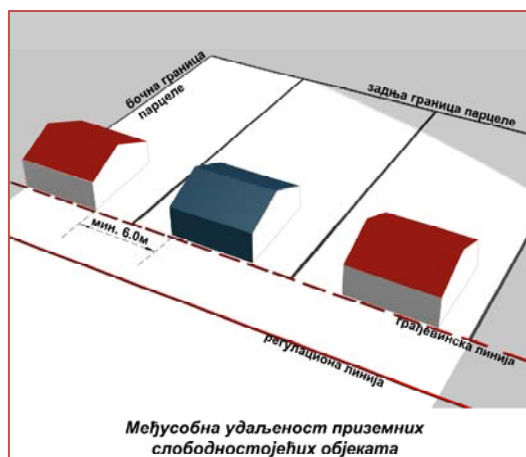 бочна граница
парцеле
задња граница парцеле
мин. 6.0м
грађевинска линија
регулациона линија
Међусобна удаљеност приземних
слободностојећих објеката